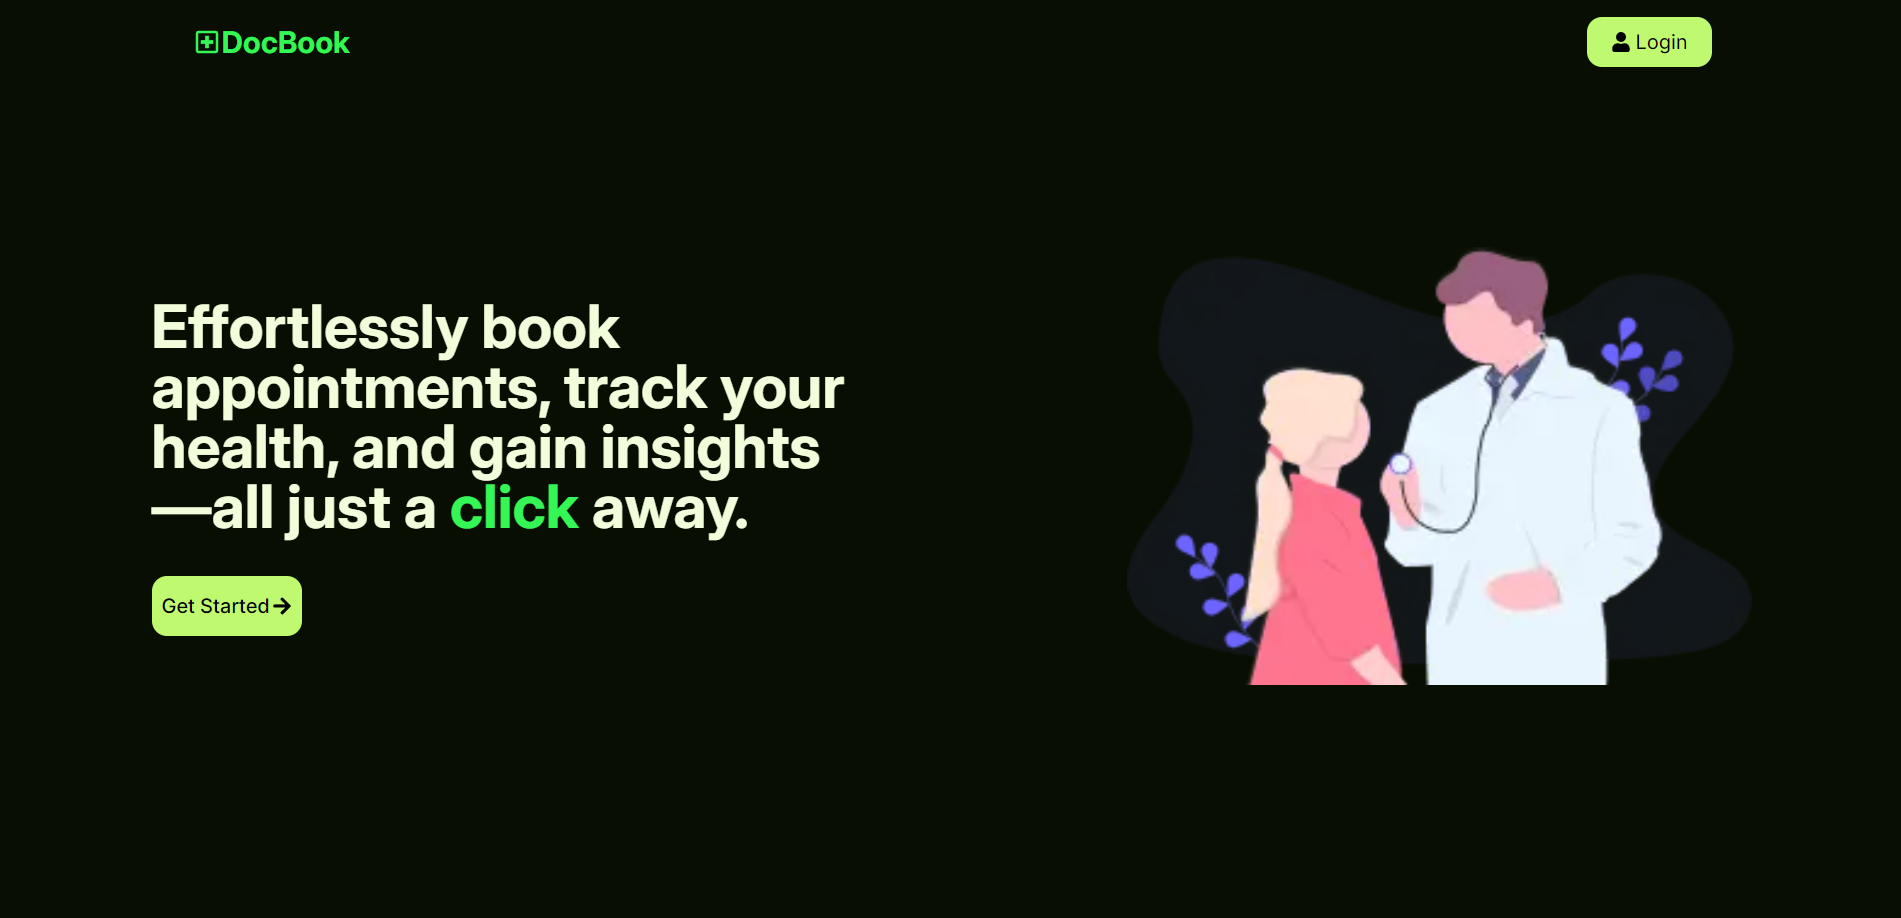 DocBook
Login
Effortlessly book
appointments, track your
health, and gain insights
—all just a click away.
Get Started